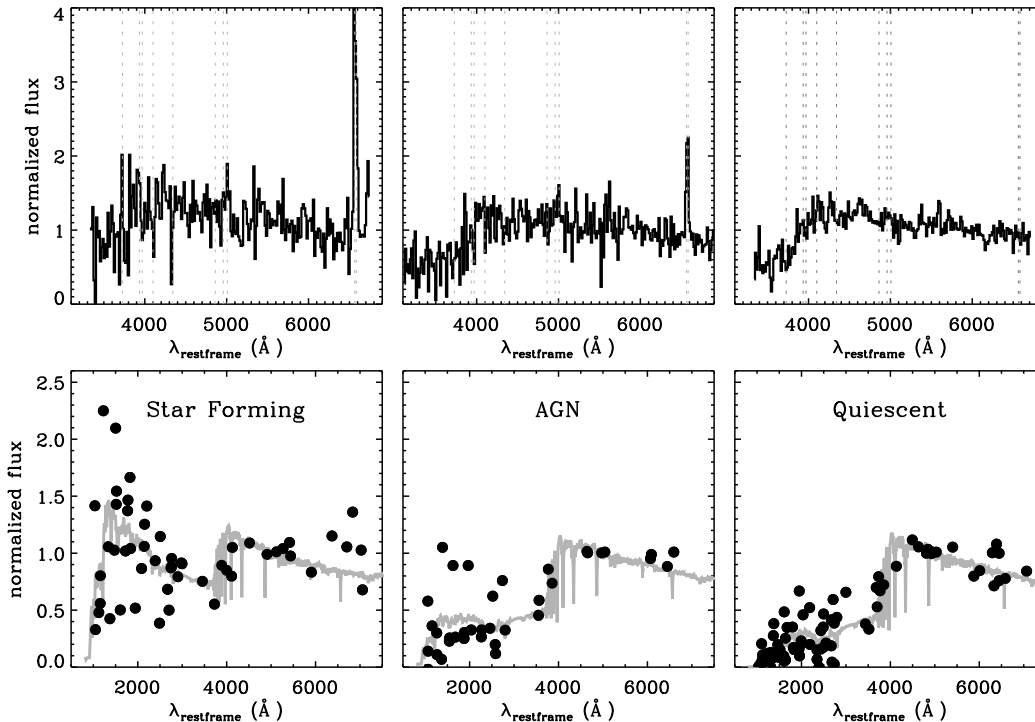 4
3
2
1
0
normalized flux
4000 5000 6000
4000 5000 6000
4000 5000 6000
λrestframe (Å)
λrestframe (Å)
λrestframe (Å)
2.5
2.0
1.5
1.0
0.5
0.0
normalized flux
Star Forming
AGN
Quiescent
2000 4000 6000
2000 4000 6000
2000 4000 6000
λrestframe (Å)
λrestframe (Å)
λrestframe (Å)